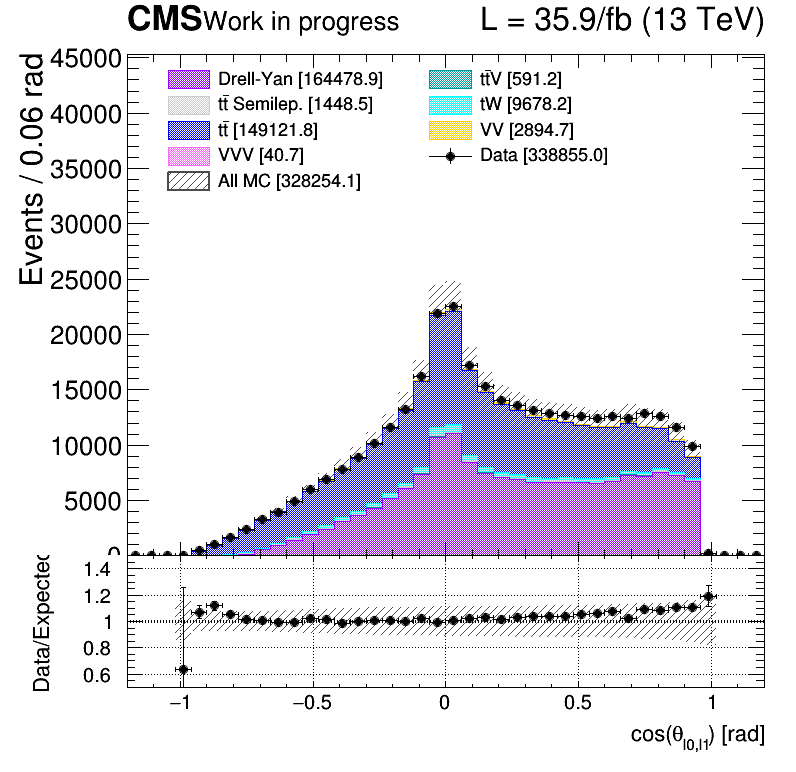 CMS Work in progress L = 35.9/fb (13 TeV)
Events / 0.06 rad
45000
40000
35000
30000
25000
20000
15000
10000
5000
0
Drell-Yan [164478.9]
tt̄ Semilep. [1448.5]
tt̄ [149121.8]
VVV [40.7]
All MC [328254.1]
tt̄V [591.2]
tW [9678.2]
VV [2894.7]
Data [338855.0]
Data/Expected
1.4
1.2
1
0.8
0.6
−1 −0.5 0 0.5 1
cos(θ_{l0,l1}) [rad]